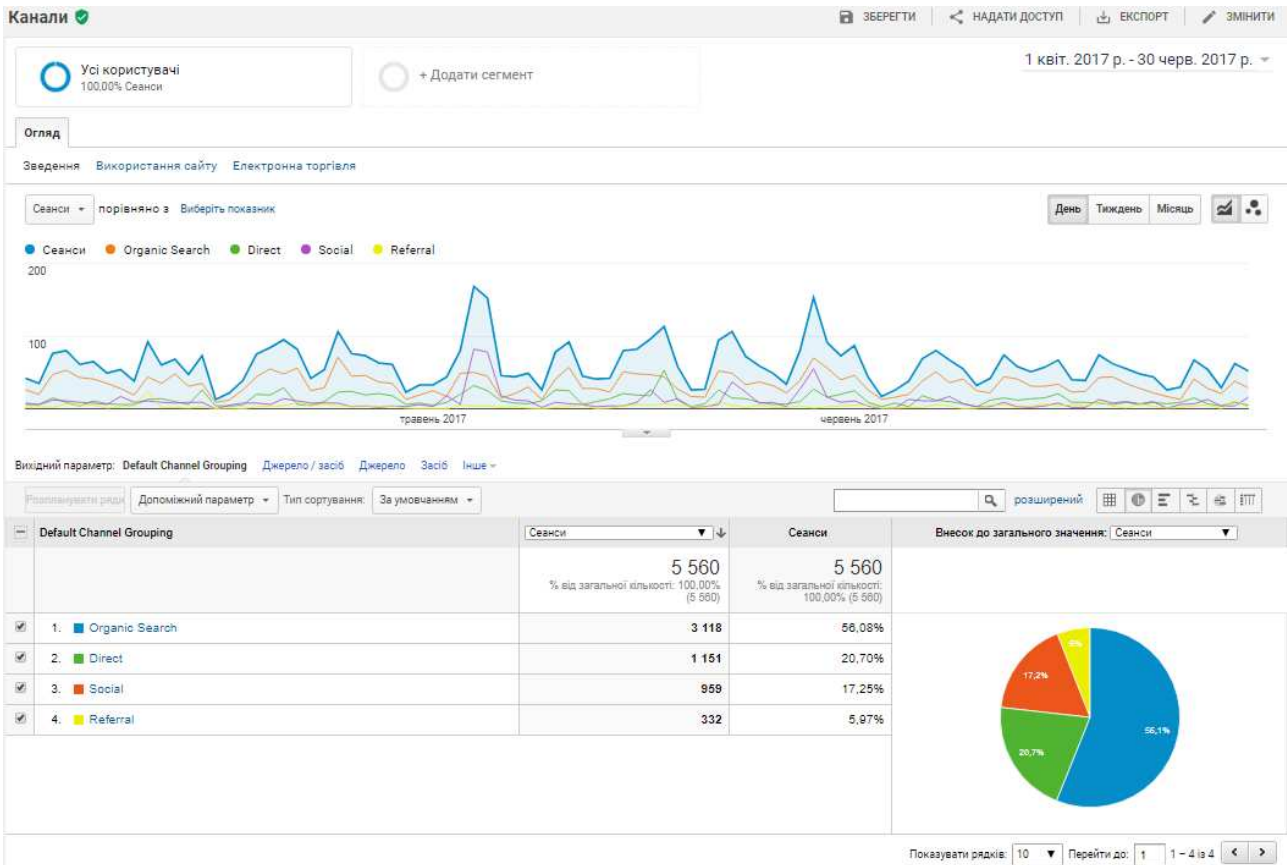 Канали
ЗБЕРЕГТИ
НАДАТИ ДОСТУП
ЕКСПОРТ
ЗМІНИТИ
Усі користувачі
100,00% Сеанси
+ Додати сегмент
1 квіт. 2017 р. - 30 черв. 2017 р.
Огляд
Зведення Використання сайту Електронна торгівля
Сеанси порівняно з Виберіть показник
День Тиждень Місяць
Сеанси Organic Search Direct Social Referral
200
100
травень 2017 червень 2017
Вихідний параметр: Default Channel Grouping Джерело / засіб Джерело Засіб Інше
Розпланувати ряди Допоміжний параметр Тип сортування: За умовчанням розширений
Default Channel Grouping Сеанси Сеанси Внесок до загального значення: Сеанси
5 560 5 560
% від загальної кількості: 100,00% (5 560) % від загальної кількості: 100,00% (5 560)
1. Organic Search 3 118 56,08%
2. Direct 1 151 20,70%
3. Social 959 17,25%
4. Referral 332 5,97%
6%
17,2%
56,1%
20,7%
Показувати рядків: 10 Перейти до: 1 1 – 4 із 4